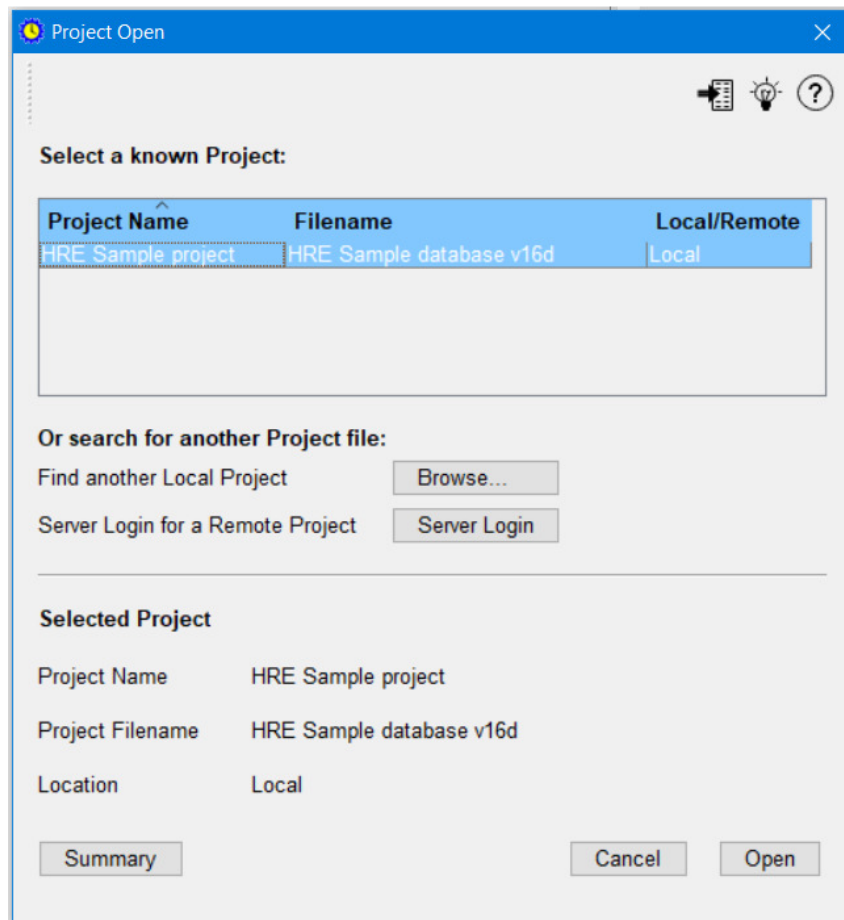 Project Open
?
Select a known Project:
Project Name Filename Local/Remote
HRE Sample project HRE Sample database v16d Local
Or search for another Project file:
Find another Local Project Browse...
Server Login for a Remote Project Server Login
Selected Project
Project Name HRE Sample project
Project Filename HRE Sample database v16d
Location Local
Summary Cancel Open